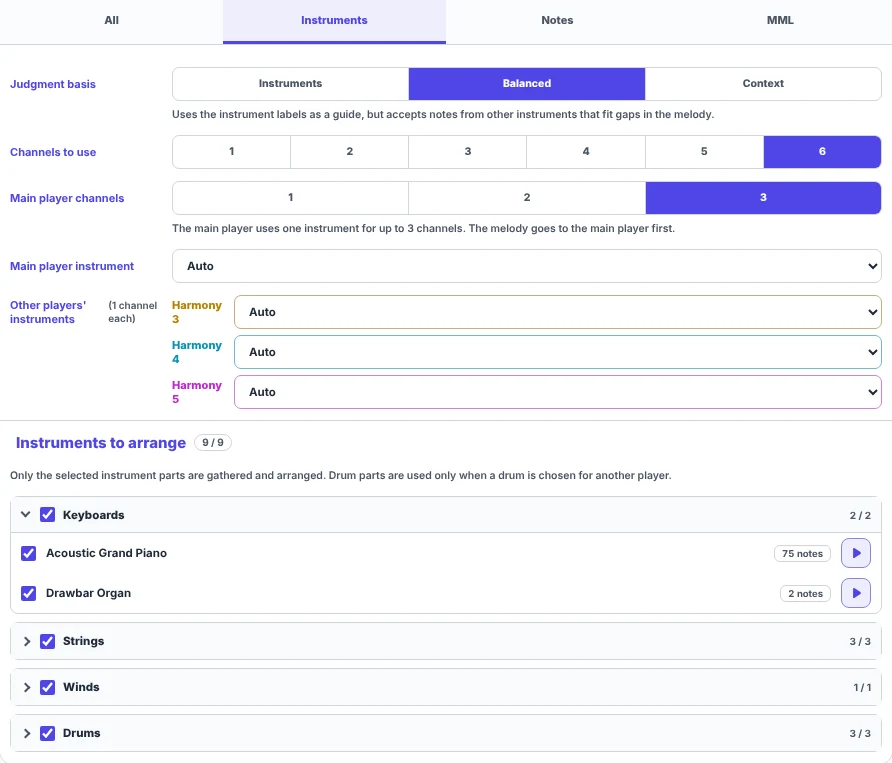 All
Instruments
Notes
MML
Judgment basis
Instruments
Balanced
Context
Uses the instrument labels as a guide, but accepts notes from other instruments that fit gaps in the melody.
Channels to use
1
2
3
4
5
6
Main player channels
1
2
3
The main player uses one instrument for up to 3 channels. The melody goes to the main player first.
Main player instrument
Auto
Other players'
instruments
(1 channel
each)
Harmony
3
Auto
Harmony
4
Auto
Harmony
5
Auto
Instruments to arrange
9 / 9
Only the selected instrument parts are gathered and arranged. Drum parts are used only when a drum is chosen for another player.
Keyboards
2 / 2
Acoustic Grand Piano
75 notes
Drawbar Organ
2 notes
Strings
3 / 3
Winds
1 / 1
Drums
3 / 3